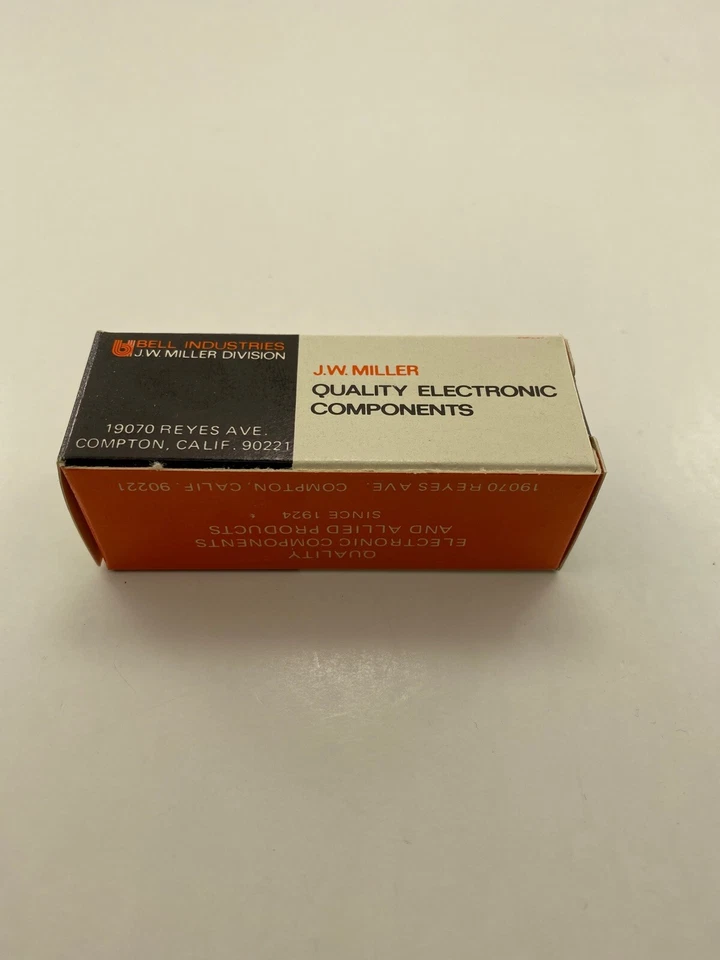 BELL INDUSTRIES
J.W. MILLER DIVISION
19070 REYES AVE.
COMPTON, CALIF. 90221
J.W. MILLER
QUALITY ELECTRONIC
COMPONENTS
QUALITY
ELECTRONIC COMPONENTS
AND ALLIED PRODUCTS
SINCE 1924
19070 REYES AVE. COMPTON, CALIF. 90221